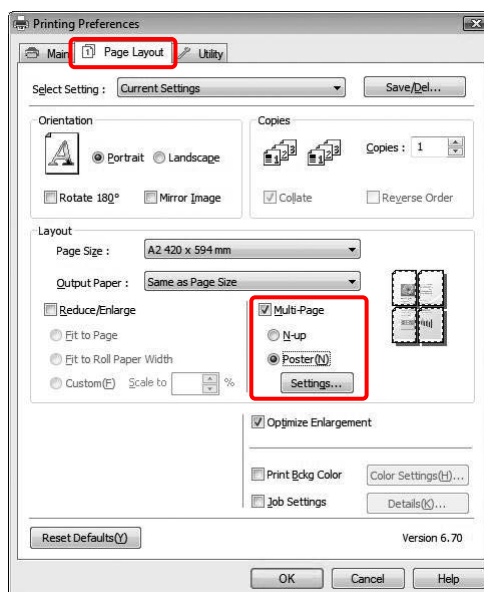 Printing Preferences
Main Page Layout Utility
Select Setting : Current Settings Save/Del...
Orientation Copies
Portrait Landscape Copies : 1
Rotate 180° Mirror Image Collate Reverse Order
Layout
Page Size : A2 420 x 594 mm
Output Paper : Same as Page Size
Reduce/Enlarge Multi-Page
Fit to Page N-up
Fit to Roll Paper Width Poster(N)
Custom(F) Scale to % Settings...
Optimize Enlargement
Print Bckg Color Color Settings(H)...
Job Settings Details(K)...
Reset Defaults(Y) Version 6.70
OK Cancel Help